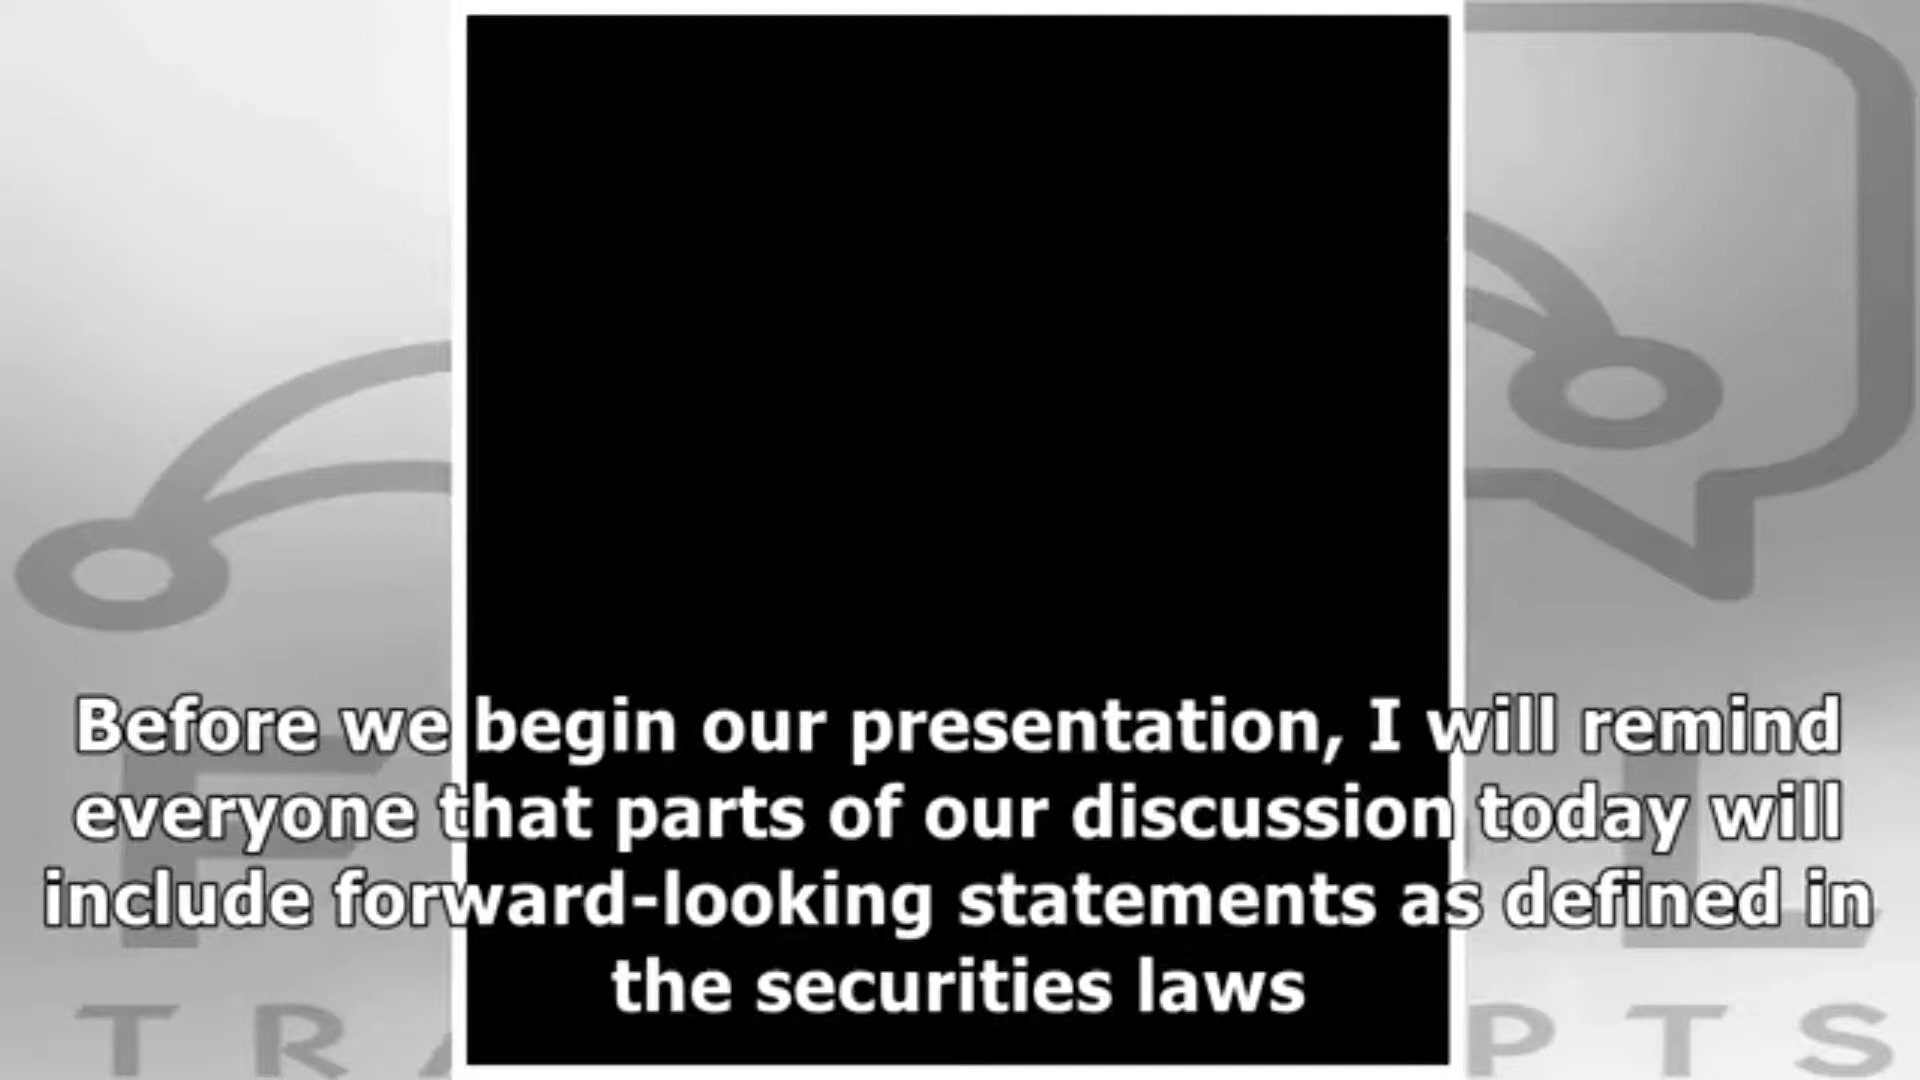 Before we begin our presentation, I will remind
everyone that parts of our discussion today will
include forward-looking statements as defined in
the securities laws